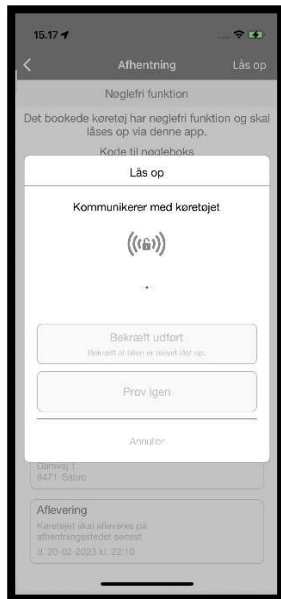 15.17
Afhentning
Lås op
Nøglefri funktion
Det bookede køretøj har nøglefri funktion og skal
låses op via denne app.
Kode til nøgleboks
Lås op
Kommunikerer med køretøjet
Bekræft udført
Bekræft at bilen er blevet låst op.
Prøv igen
Annuller
Damvej 1
8471 Sabro
Aflevering
Køretøjet skal afleveres på
afhentningsstedet senest
d. 20-02-2023 kl. 22:10